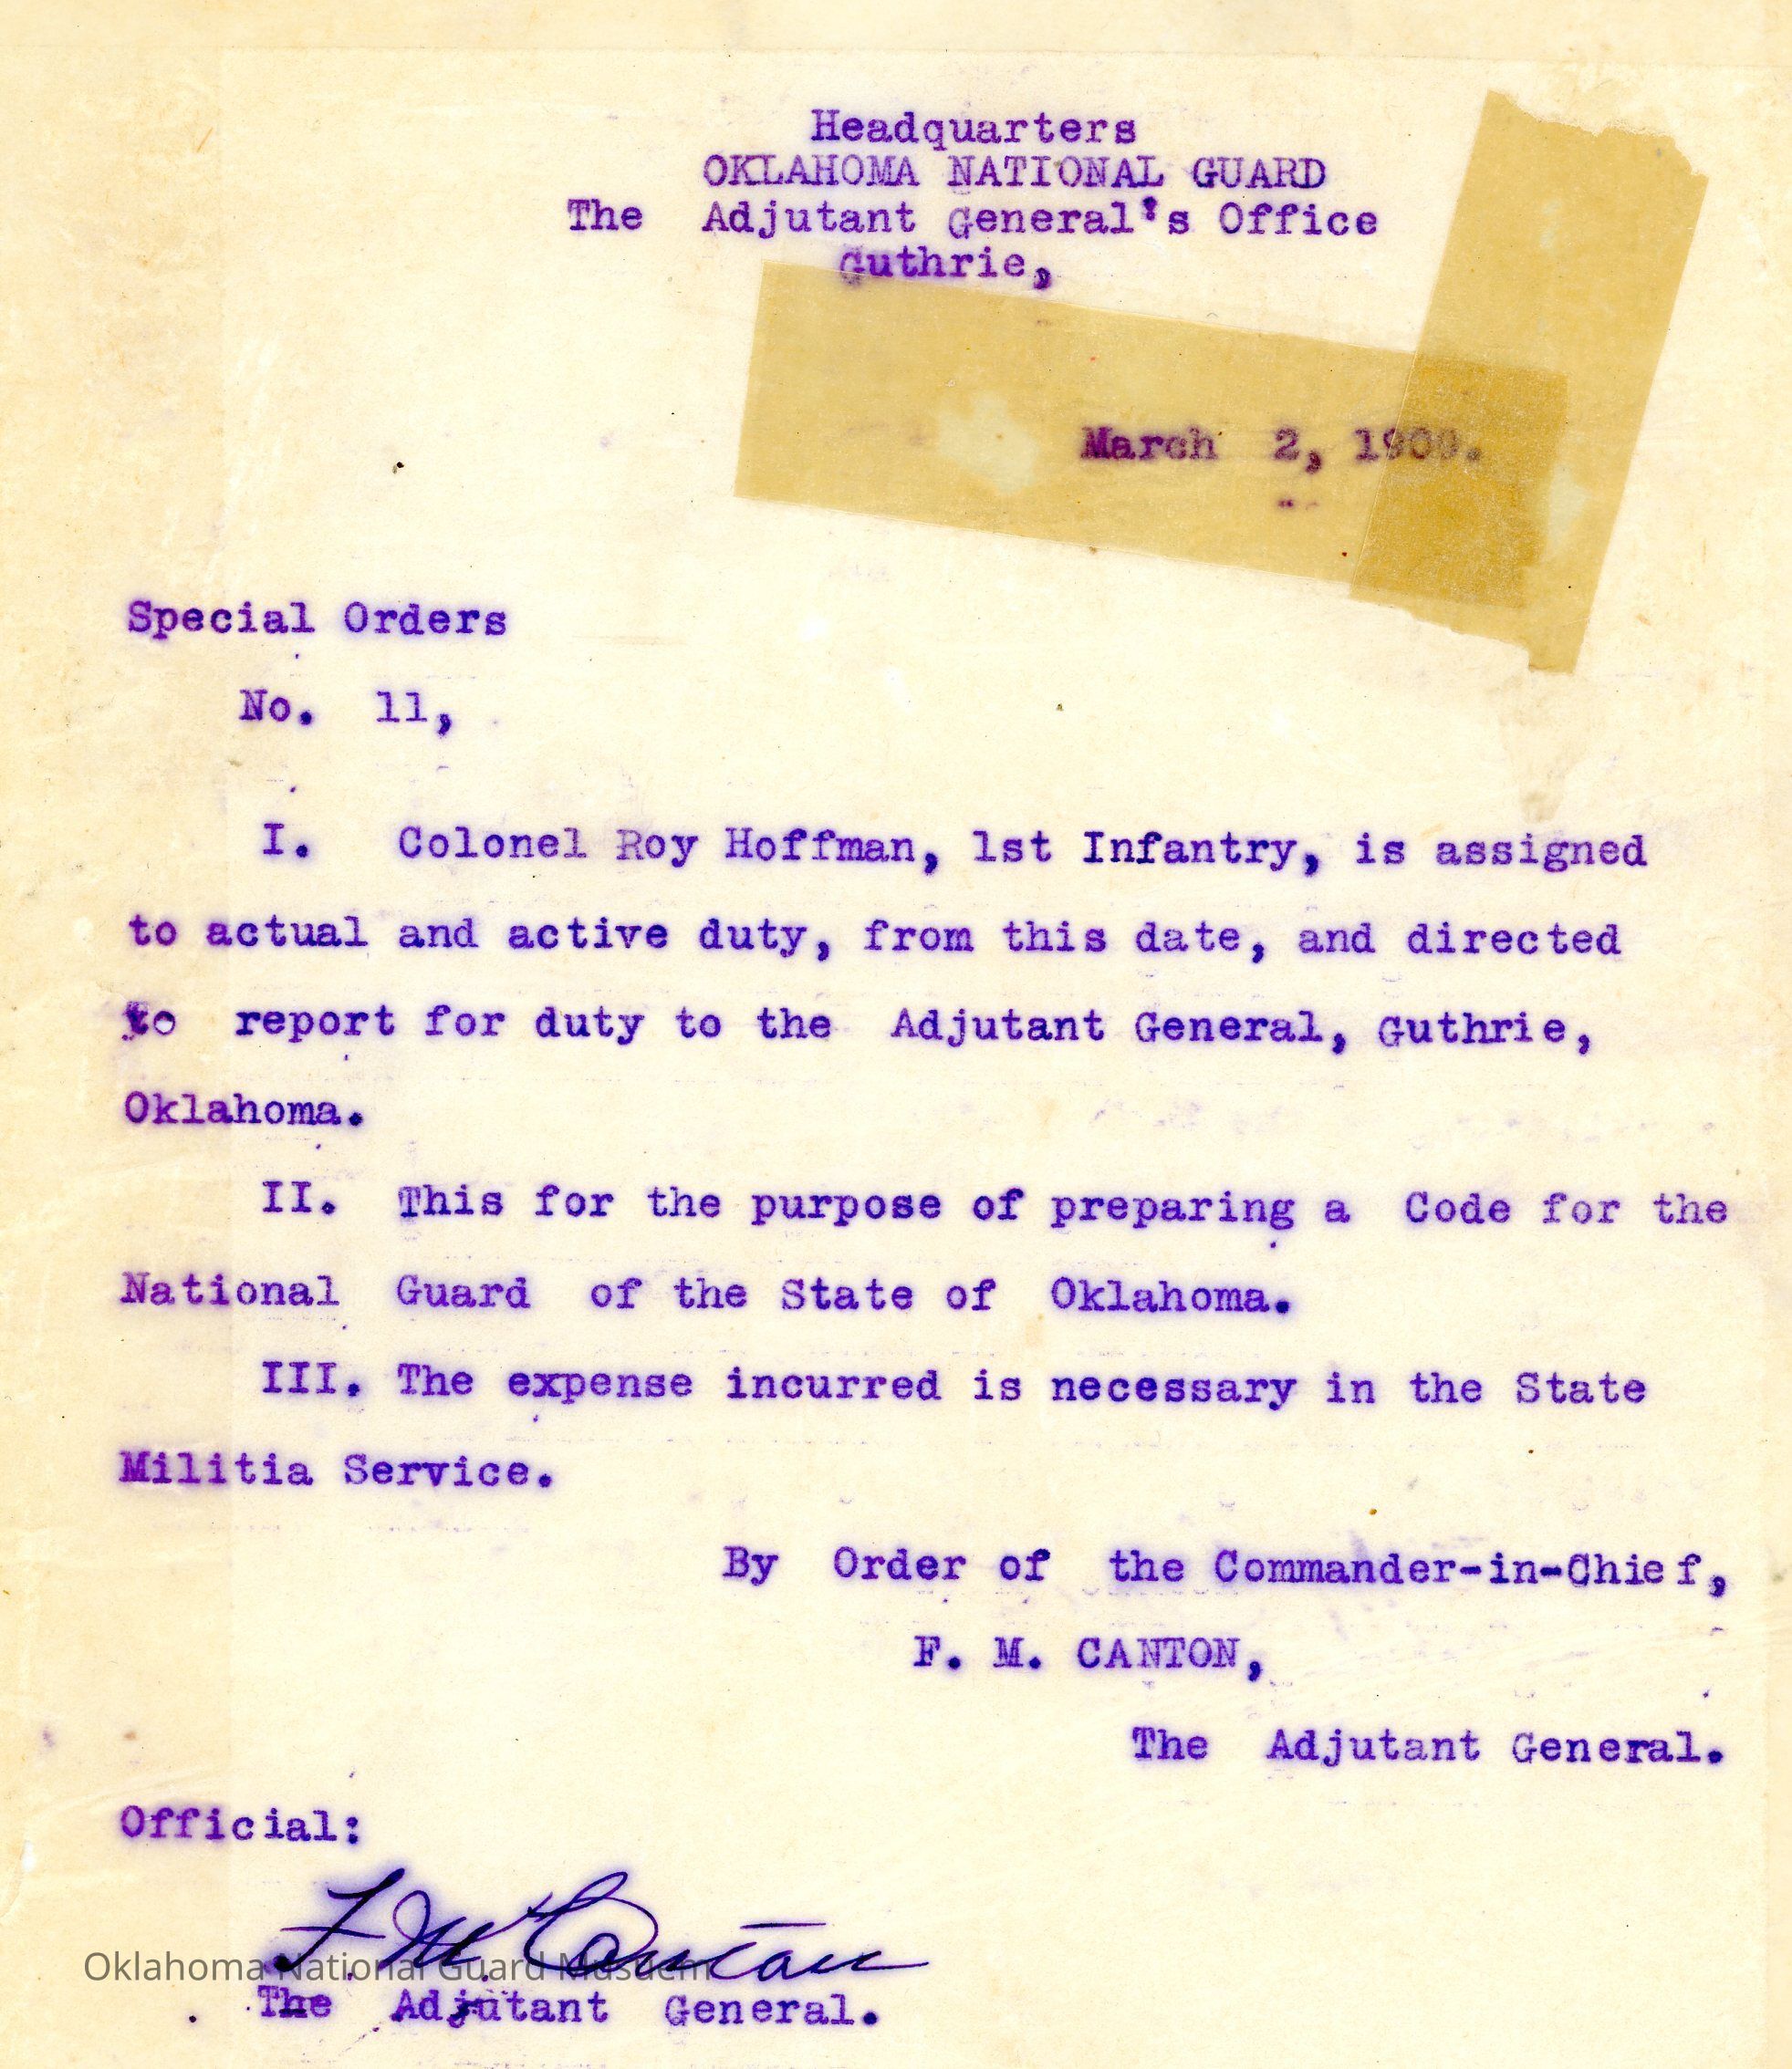 Headquarters
OKLAHOMA NATIONAL GUARD
The Adjutant General's Office
Guthrie,
March 2, 1909.
Special Orders
No. 11,
I. Colonel Roy Hoffman, 1st Infantry, is assigned
to actual and active duty, from this date, and directed
to report for duty to the Adjutant General, Guthrie,
Oklahoma.
II. This for the purpose of preparing a Code for the
National Guard of the State of Oklahoma.
III. The expense incurred is necessary in the State
Militia Service.
By Order of the Commander-in-Chief,
F. M. CANTON,
The Adjutant General.
Official:
F. M. Canton
Oklahoma National Guard Museum
The Adjutant General.